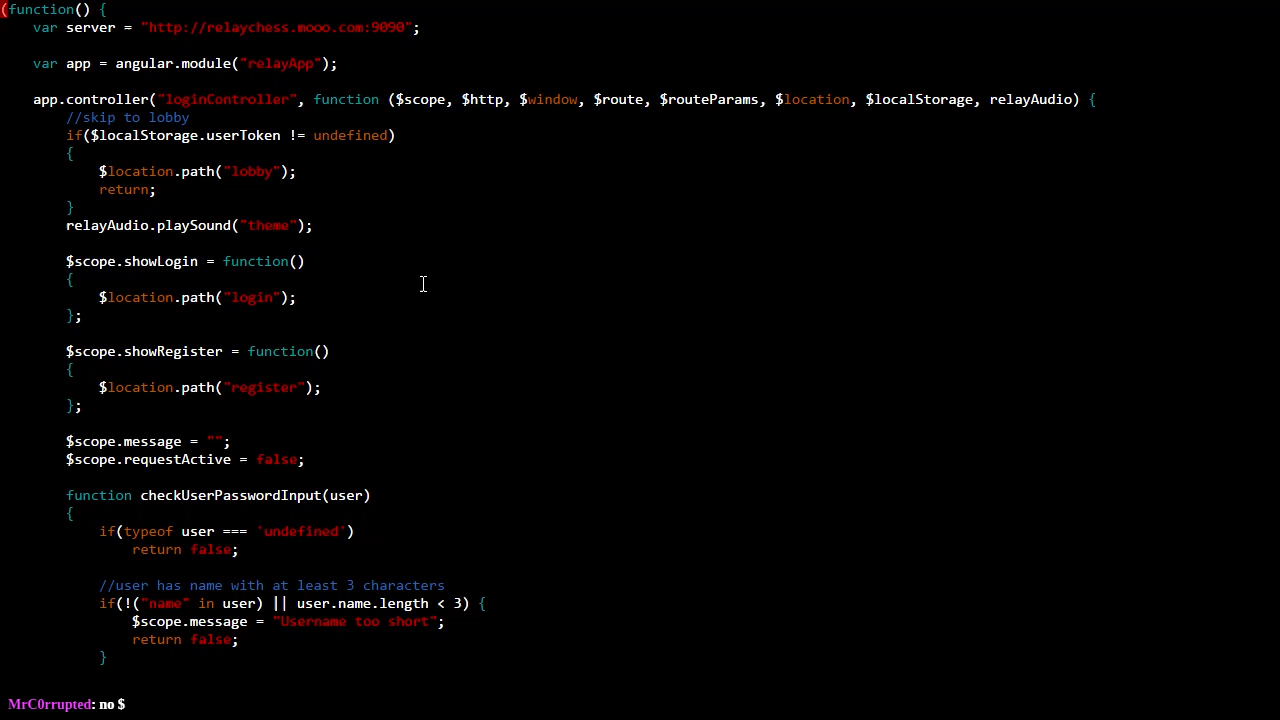 (function() {
var server = "http://relaychess.mooo.com:9090";
var app = angular.module("relayApp");
app.controller("loginController", function ($scope, $http, $window, $route, $routeParams, $location, $localStorage, relayAudio) {
//skip to lobby
if($localStorage.userToken != undefined)
{
$location.path("lobby");
return;
}
relayAudio.playSound("theme");
$scope.showLogin = function()
{
$location.path("login");
};
$scope.showRegister = function()
{
$location.path("register");
};
$scope.message = "";
$scope.requestActive = false;
function checkUserPasswordInput(user)
{
if(typeof user === 'undefined')
return false;
//user has name with at least 3 characters
if(!("name" in user) || user.name.length < 3) {
$scope.message = "Username too short";
return false;
}
MrC0rrupted: no $